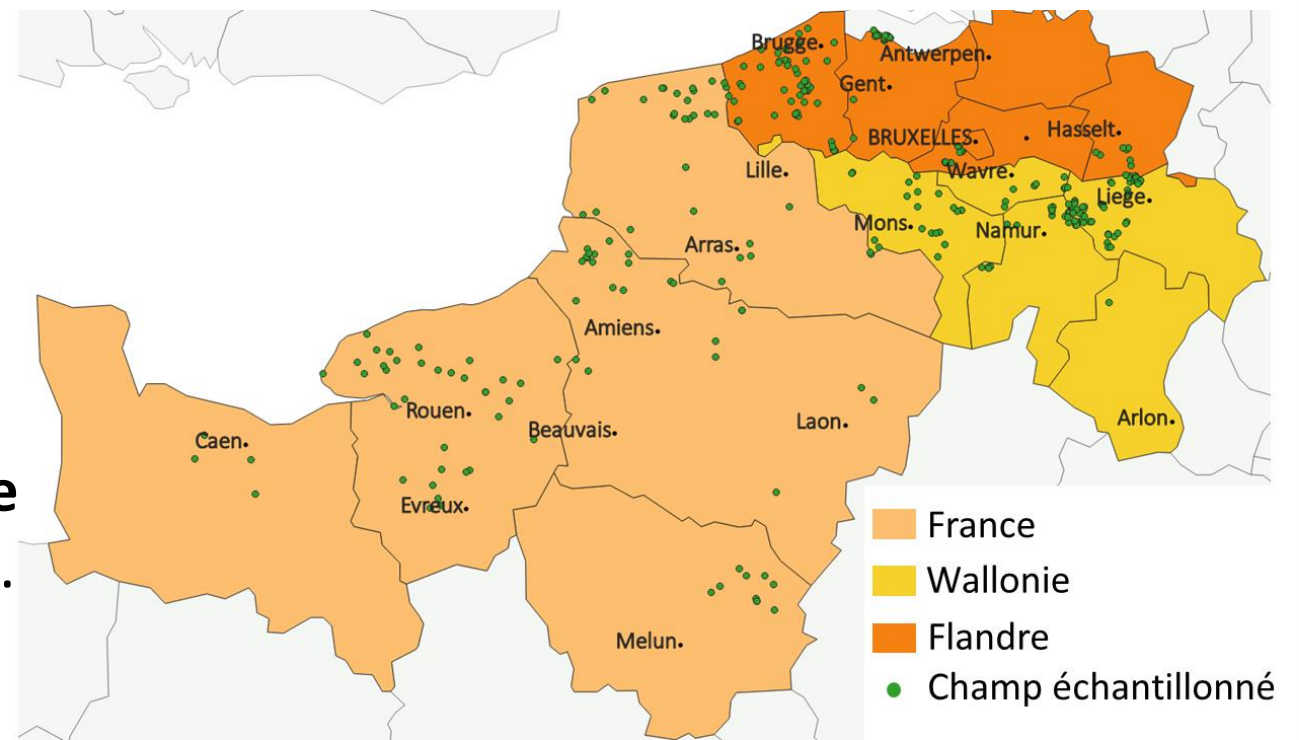 Brugge
Antwerpen
Gent
BRUXELLES
Hasselt
Lille
Wavre
Liege
Mons
Namur
Arras
Amiens
Rouen
Beauvais
Laon
Arlon
Caen
e
Evreux
.
Melun
France
Wallonie
Flandre
Champ échantillonné